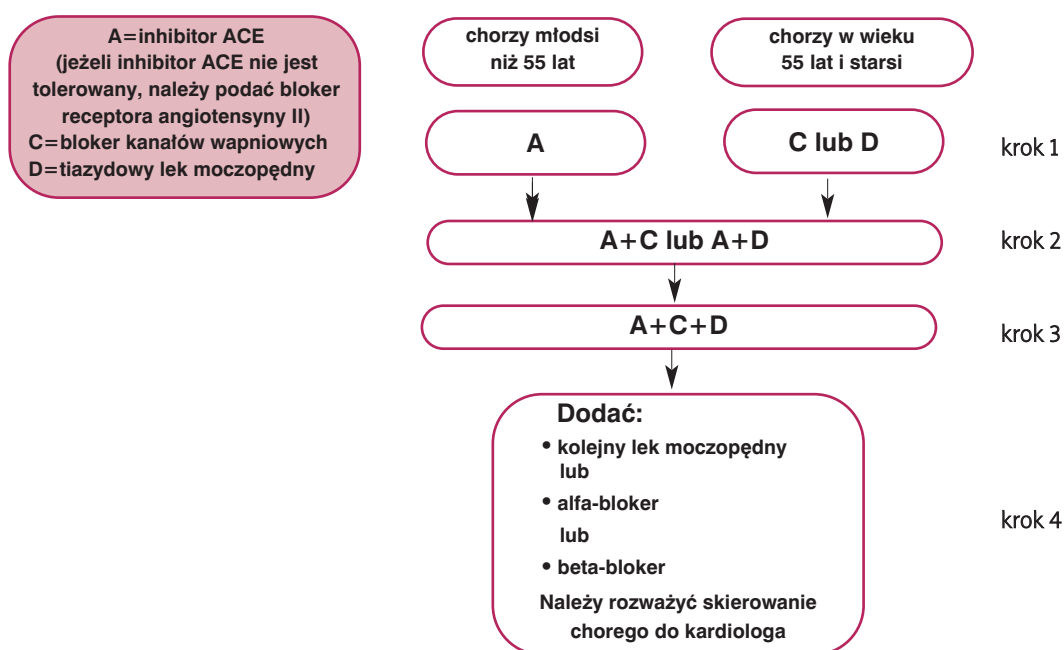 A=inhibitor ACE
(jeżeli inhibitor ACE nie jest
tolerowany, należy podać bloker
receptora angiotensyny II)
C=bloker kanałów wapniowych
D=tiazydowy lek moczopędny
chorzy młodsi
niż 55 lat
chorzy w wieku
55 lat i starsi
A
C lub D
krok 1
A+C lub A+D
krok 2
A+C+D
krok 3
Dodać:
• kolejny lek moczopędny
lub
• alfa-bloker
lub
• beta-bloker
Należy rozważyć skierowanie
chorego do kardiologa
krok 4